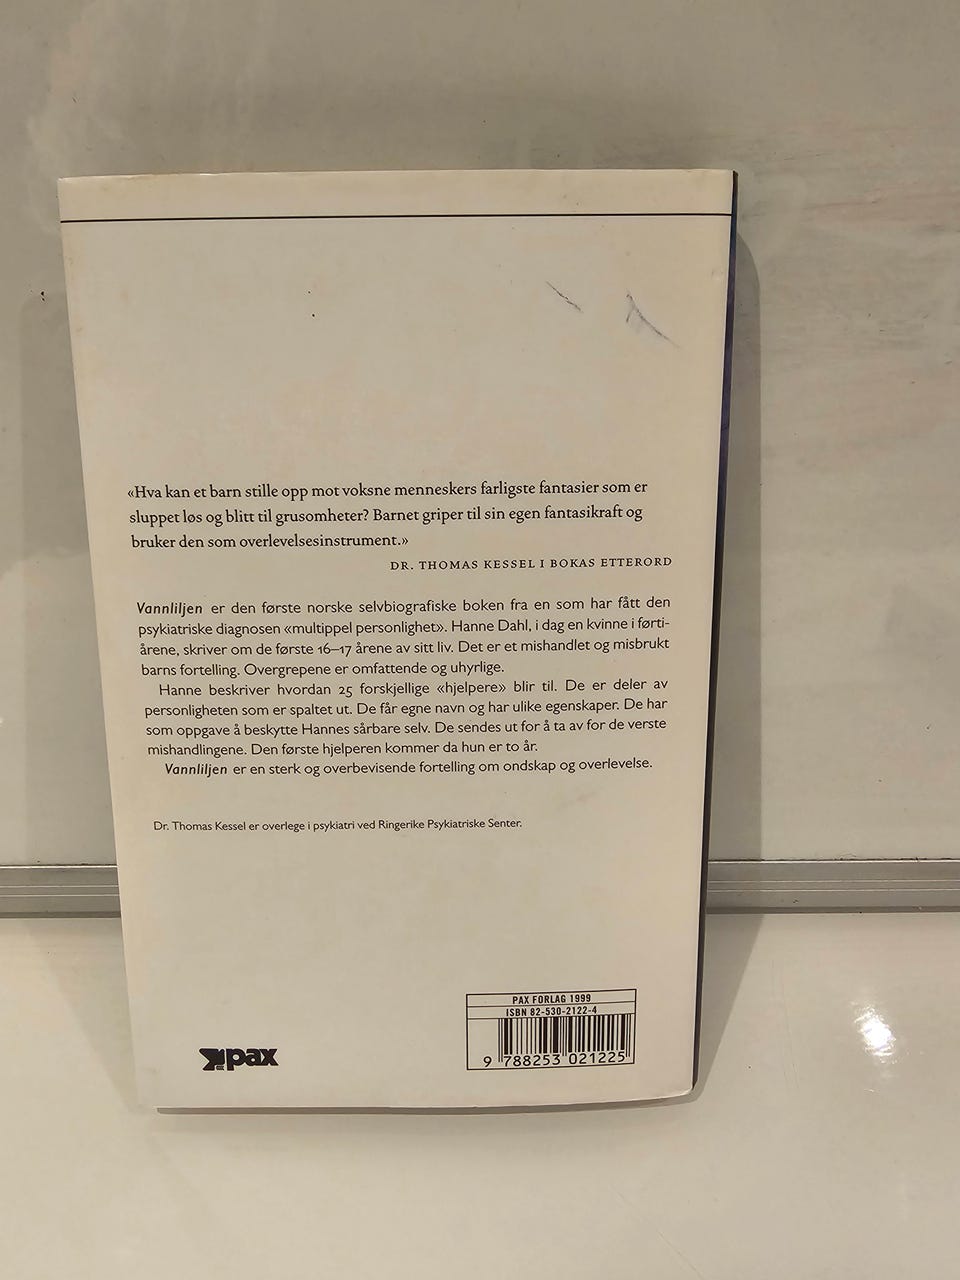 «Hva kan et barn stille opp mot voksne menneskers farligste fantasier som er
sluppet løs og blitt til grusomheter? Barnet griper til sin egen fantasikraft og
bruker den som overlevelsesinstrument.»
DR. THOMAS KESSEL I BOKAS ETTERORD
Vannliljen er den første norske selvbiografiske boken fra en som har fått den
psykiatriske diagnosen «multippel personlighet». Hanne Dahl, i dag en kvinne i førti-
årene, skriver om de første 16–17 årene av sitt liv. Det er et mishandlet og misbrukt
barns fortelling. Overgrepene er omfattende og uhyrlige.
Hanne beskriver hvordan 25 forskjellige «hjelpere» blir til. De er deler av
personligheten som er spaltet ut. De får egne navn og har ulike egenskaper. De har
som oppgave å beskytte Hannes sårbare selv. De sendes ut for å ta av for de verste
mishandlingene. Den første hjelperen kommer da hun er to år.
Vannliljen er en sterk og overbevisende fortelling om ondskap og overlevelse.
Dr. Thomas Kessel er overlege i psykiatri ved Ringerike Psykiatriske Senter.
PAX FORLAG 1999
ISBN 82-530-2122-4
9 788253 021225
pax